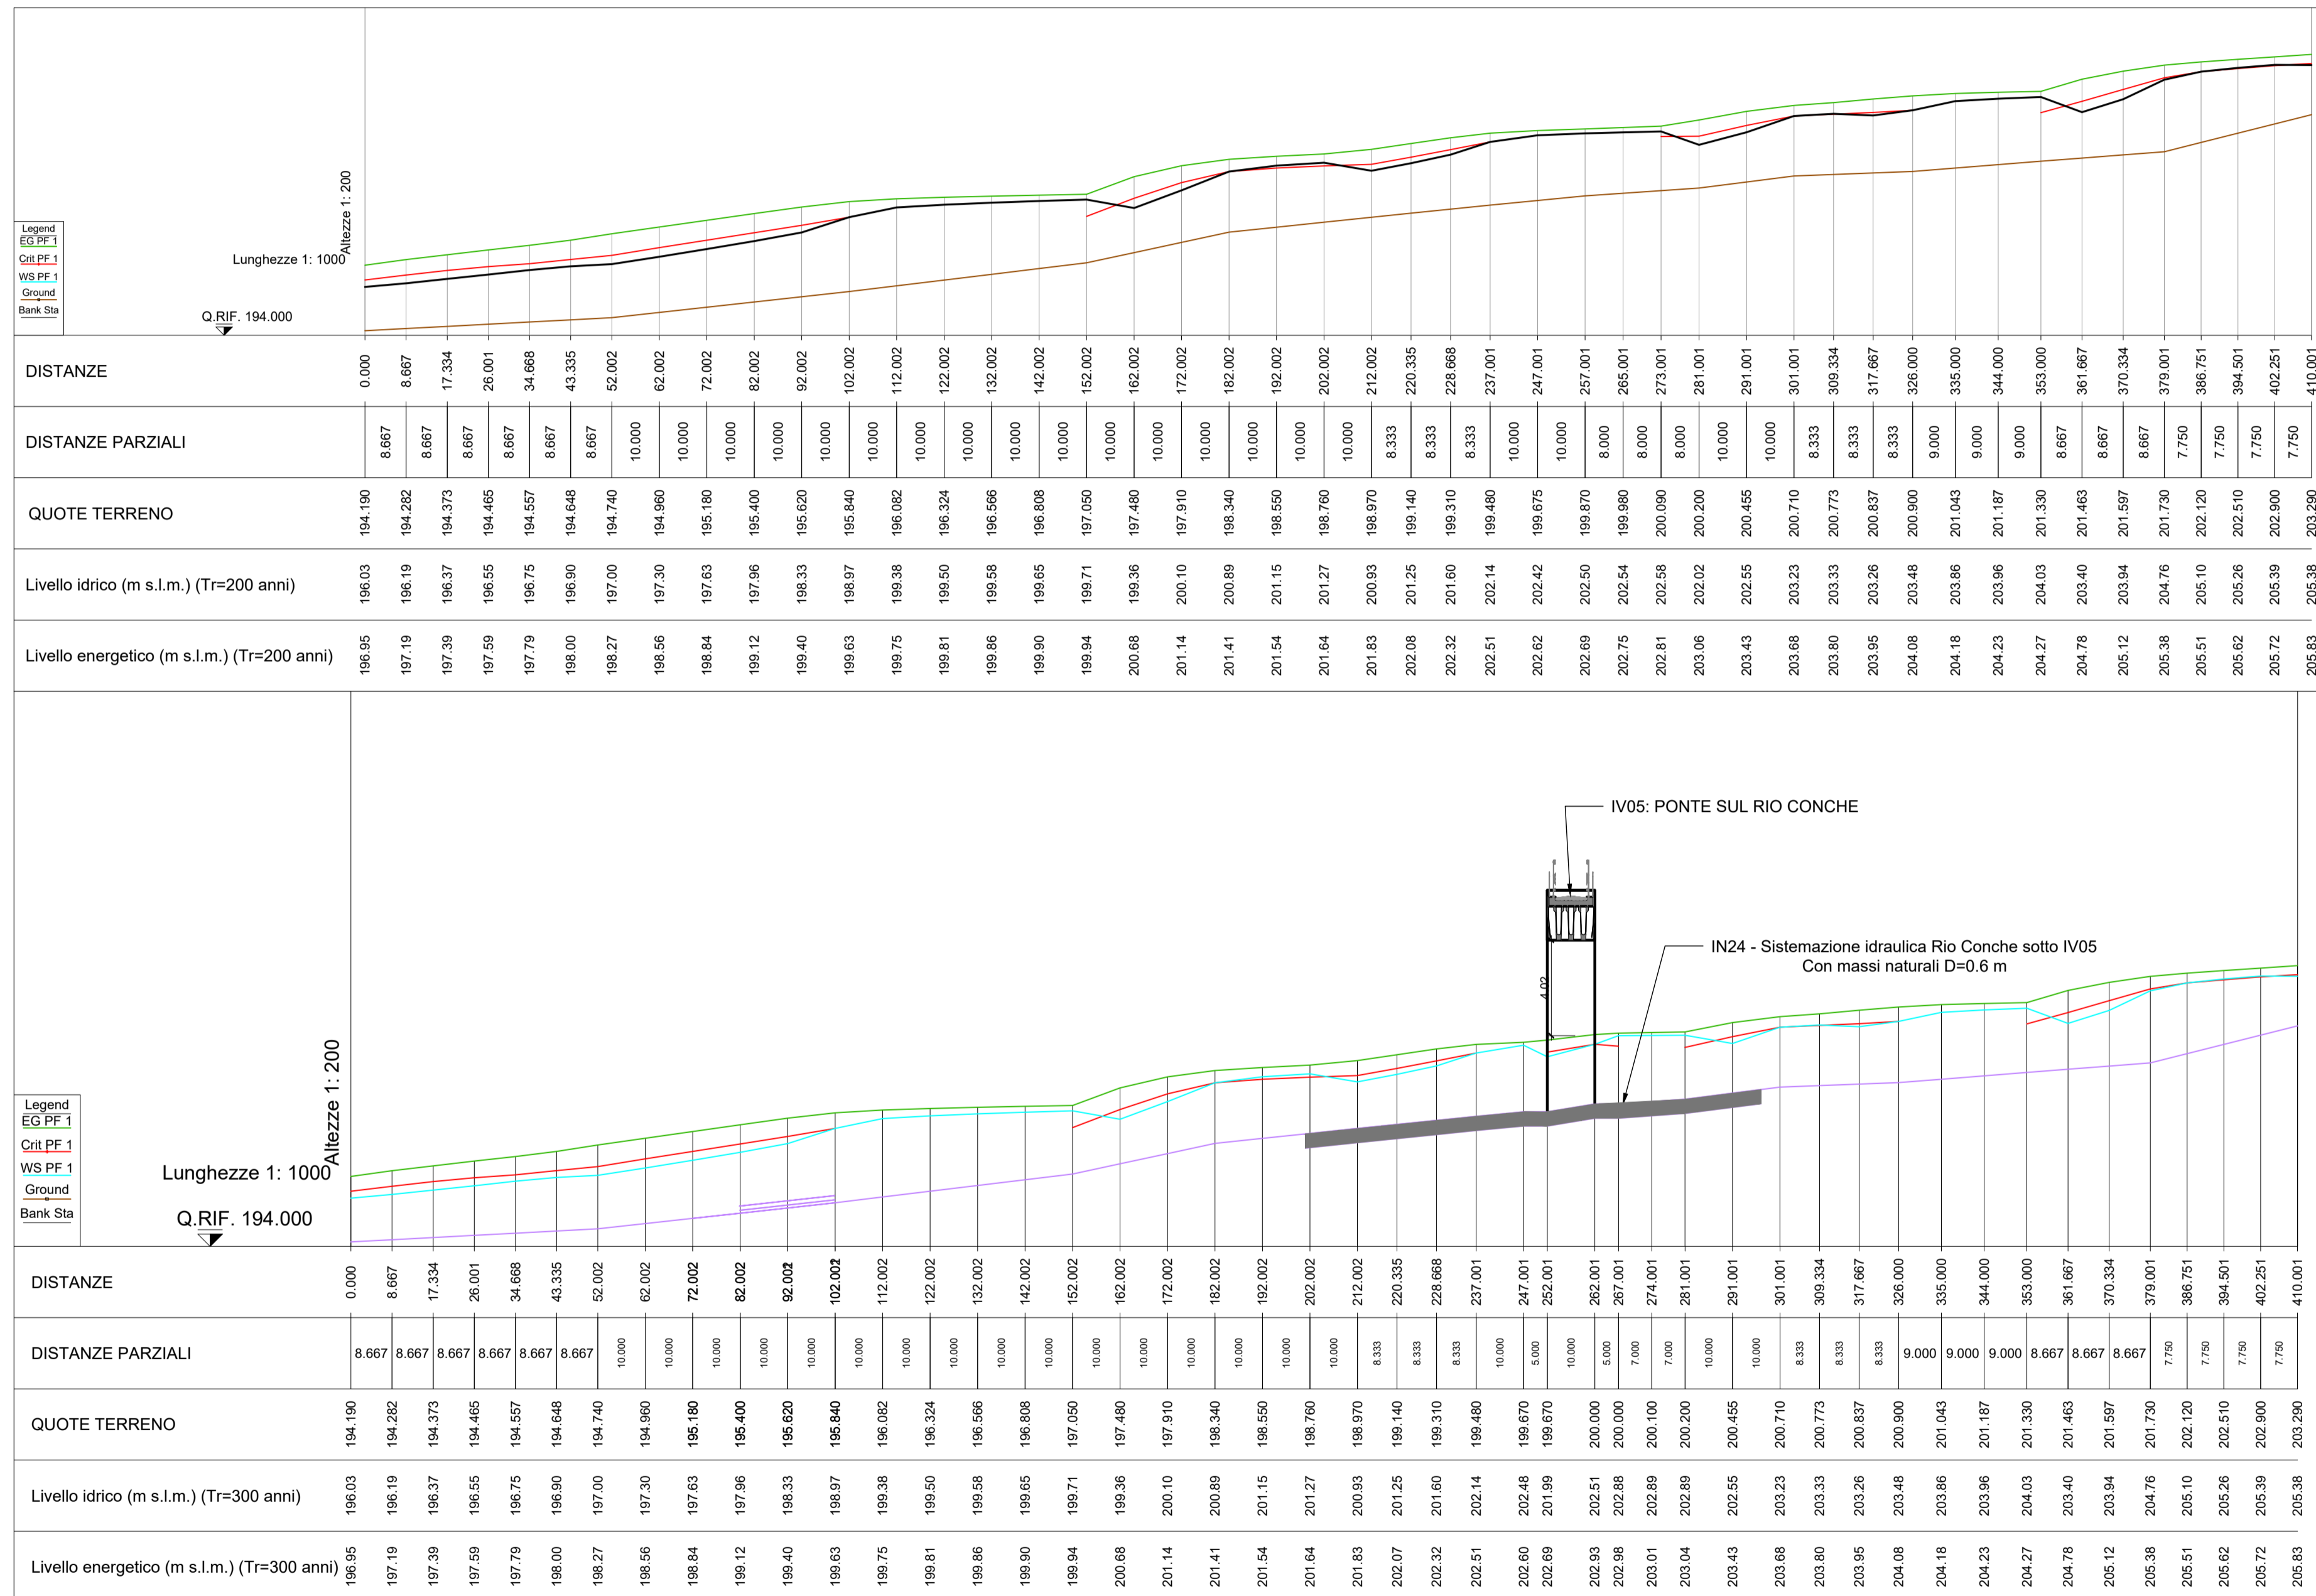 Legend
EG PF 1
Crit PF 1
WS PF 1
Ground
Bank Sta
Altezze 1: 200
Lunghezze 1: 1000
Q.RIF. 194.000
DISTANZE 0.000 8.667 17.334 26.001 34.668 43.335 52.002 62.002 72.002 82.002 92.002 102.002 112.002 122.002 132.002 142.002 152.002 162.002 172.002 182.002 192.002 202.002 212.002 220.335 228.668 237.001 247.001 257.001 265.001 273.001 281.001 291.001 301.001 309.334 317.667 326.000 335.000 344.000 353.000 361.667 370.334 379.001 386.751 394.501 402.251 410.001
DISTANZE PARZIALI 8.667 8.667 8.667 8.667 8.667 8.667 10.000 10.000 10.000 10.000 10.000 10.000 10.000 10.000 10.000 10.000 10.000 10.000 10.000 10.000 10.000 10.000 8.333 8.333 8.333 10.000 10.000 8.000 8.000 8.000 10.000 10.000 8.333 8.333 8.333 9.000 9.000 9.000 8.667 8.667 8.667 7.750 7.750 7.750 7.750
QUOTE TERRENO 194.190 194.282 194.373 194.465 194.557 194.648 194.740 194.960 195.180 195.400 195.620 195.840 196.082 196.324 196.566 196.808 197.050 197.480 197.910 198.340 198.550 198.760 198.970 199.140 199.310 199.480 199.675 199.870 199.980 200.090 200.200 200.455 200.710 200.773 200.837 200.900 201.043 201.187 201.330 201.463 201.597 201.730 202.120 202.510 202.900 203.290
Livello idrico (m s.l.m.) (Tr=200 anni) 196.03 196.19 196.37 196.55 196.75 196.90 197.00 197.30 197.63 197.96 198.33 198.97 199.38 199.50 199.58 199.65 199.71 199.36 200.10 200.89 201.15 201.27 200.93 201.25 201.60 202.14 202.42 202.50 202.54 202.58 202.02 202.55 203.23 203.33 203.26 203.48 203.86 203.96 204.03 203.40 203.94 204.76 205.10 205.26 205.39 205.38
Livello energetico (m s.l.m.) (Tr=200 anni) 196.95 197.19 197.39 197.59 197.79 198.00 198.27 198.56 198.84 199.12 199.40 199.63 199.75 199.81 199.86 199.90 199.94 200.68 201.14 201.41 201.54 201.64 201.83 202.08 202.32 202.51 202.62 202.69 202.75 202.81 203.06 203.43 203.68 203.80 203.95 204.08 204.18 204.23 204.27 204.78 205.12 205.38 205.51 205.62 205.72 205.83
IV05: PONTE SUL RIO CONCHE
IN24 - Sistemazione idraulica Rio Conche sotto IV05
Con massi naturali D=0.6 m
4.02
Legend
EG PF 1
Crit PF 1
WS PF 1
Ground
Bank Sta
Altezze 1: 200
Lunghezze 1: 1000
Q.RIF. 194.000
DISTANZE 0.000 8.667 17.334 26.001 34.668 43.335 52.002 62.002 72.002 82.002 92.002 102.002 112.002 122.002 132.002 142.002 152.002 162.002 172.002 182.002 192.002 202.002 212.002 220.335 228.668 237.001 247.001 252.001 262.001 267.001 274.001 281.001 291.001 301.001 309.334 317.667 326.000 335.000 344.000 353.000 361.667 370.334 379.001 386.751 394.501 402.251 410.001
DISTANZE PARZIALI 8.667 8.667 8.667 8.667 8.667 8.667 10.000 10.000 10.000 10.000 10.000 10.000 10.000 10.000 10.000 10.000 10.000 10.000 10.000 10.000 10.000 10.000 8.333 8.333 8.333 10.000 5.000 10.000 5.000 7.000 7.000 10.000 10.000 8.333 8.333 8.333 9.000 9.000 9.000 8.667 8.667 8.667 7.750 7.750 7.750 7.750
QUOTE TERRENO 194.190 194.282 194.373 194.465 194.557 194.648 194.740 194.960 195.180 195.400 195.620 195.840 196.082 196.324 196.566 196.808 197.050 197.480 197.910 198.340 198.550 198.760 198.970 199.140 199.310 199.480 199.670 199.670 200.000 200.000 200.100 200.200 200.455 200.710 200.773 200.837 200.900 201.043 201.187 201.330 201.463 201.597 201.730 202.120 202.510 202.900 203.290
Livello idrico (m s.l.m.) (Tr=300 anni) 196.03 196.19 196.37 196.55 196.75 196.90 197.00 197.30 197.63 197.96 198.33 198.97 199.38 199.50 199.58 199.65 199.71 199.36 200.10 200.89 201.15 201.27 200.93 201.25 201.60 202.14 202.48 201.99 202.51 202.88 202.89 202.89 202.55 203.23 203.33 203.26 203.48 203.86 203.96 204.03 203.40 203.94 204.76 205.10 205.26 205.39 205.38
Livello energetico (m s.l.m.) (Tr=300 anni) 196.95 197.19 197.39 197.59 197.79 198.00 198.27 198.56 198.84 199.12 199.40 199.63 199.75 199.81 199.86 199.90 199.94 200.68 201.14 201.41 201.54 201.64 201.83 202.07 202.32 202.51 202.60 202.69 202.93 202.98 203.01 203.04 203.43 203.68 203.80 203.95 204.08 204.18 204.23 204.27 204.78 205.12 205.38 205.51 205.62 205.72 205.83